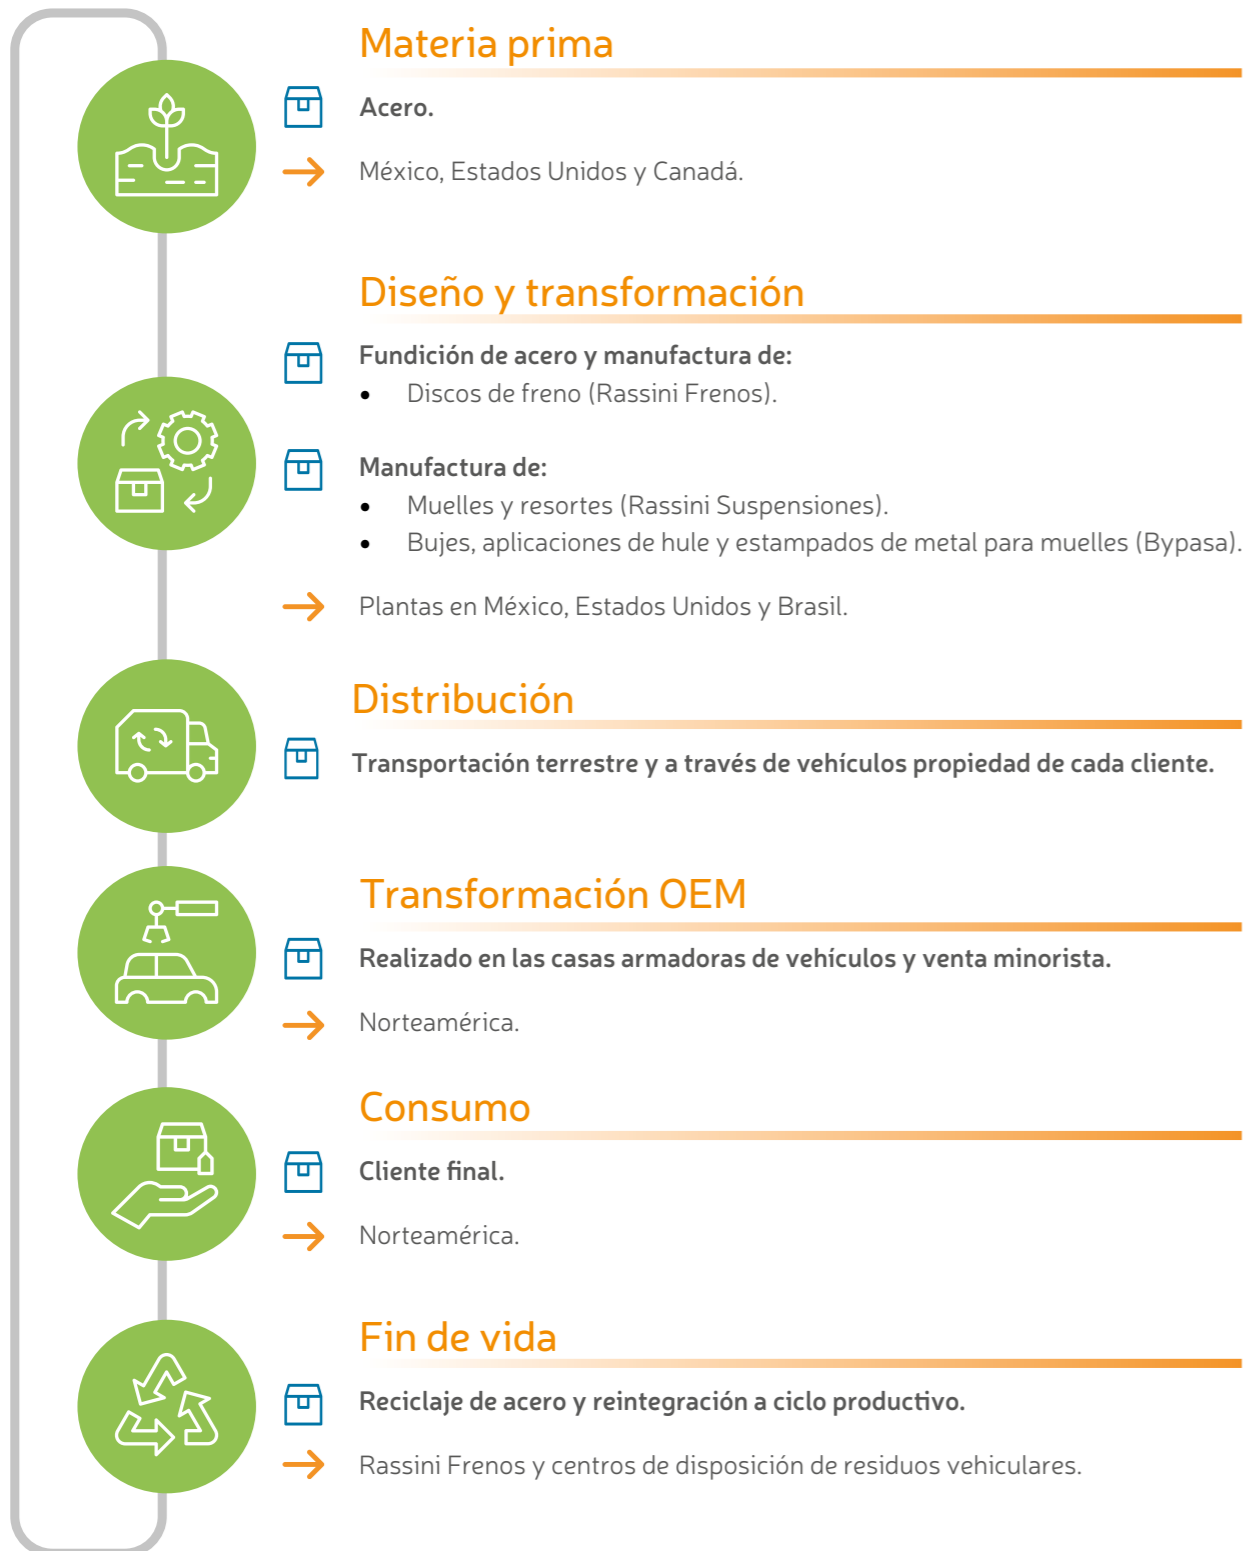 Materia prima
Acero.
México, Estados Unidos y Canadá.
Diseño y transformación
Fundición de acero y manufactura de:
• Discos de freno (Rassini Frenos).
Manufactura de:
• Muelles y resortes (Rassini Suspensiones).
• Bujes, aplicaciones de hule y estampados de metal para muelles (Bypasa).
Plantas en México, Estados Unidos y Brasil.
Distribución
Transportación terrestre y a través de vehículos propiedad de cada cliente.
Transformación OEM
Realizado en las casas armadoras de vehículos y venta minorista.
Norteamérica.
Consumo
Cliente final.
Norteamérica.
Fin de vida
Reciclaje de acero y reintegración a ciclo productivo.
Rassini Frenos y centros de disposición de residuos vehiculares.